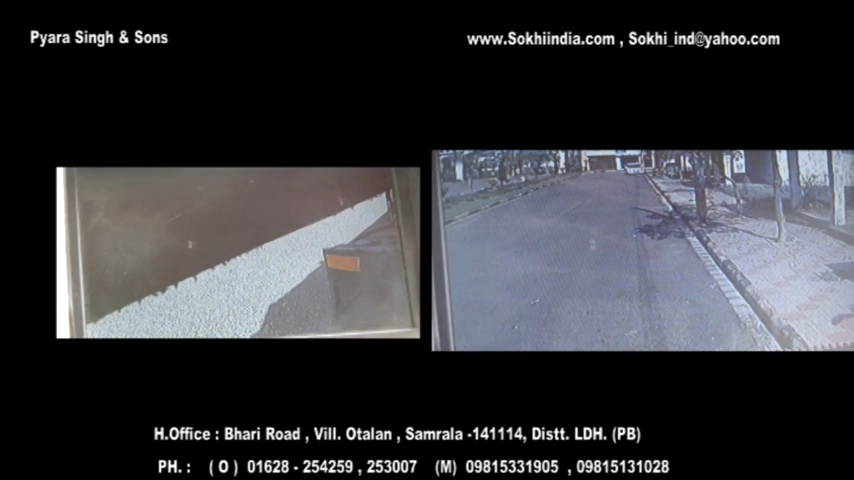 Pyara Singh & Sons
www.Sokhiindia.com , Sokhi_ind@yahoo.com
H.Office : Bhari Road , Vill. Otalan , Samrala -141114, Distt. LDH. (PB)
PH. : ( O ) 01628 - 254259 , 253007 (M) 09815331905 , 09815131028